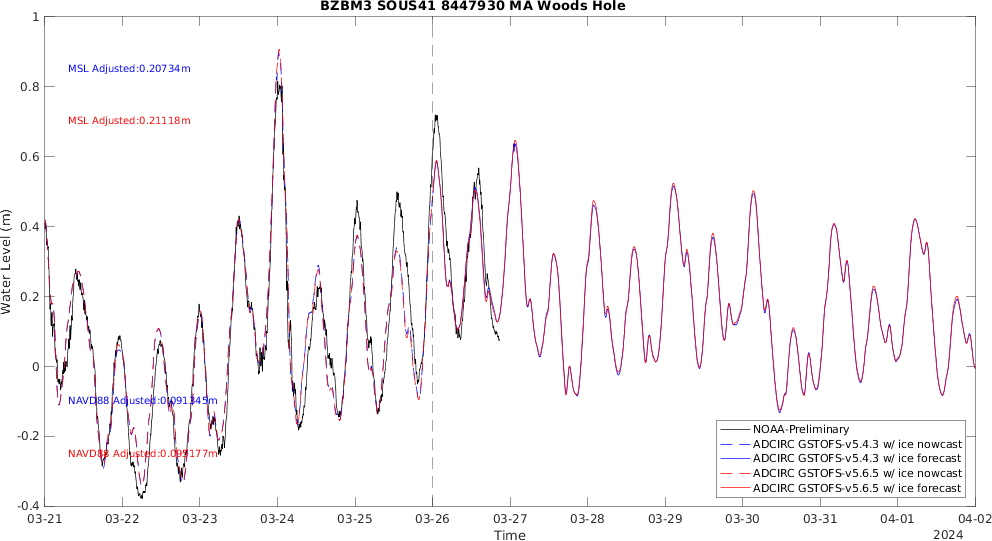 BZBM3 SOUS41 8447930 MA Woods Hole
1
0.8
0.6
0.4
0.2
0
-0.2
-0.4
Water Level (m)
MSL Adjusted:0.20734m
MSL Adjusted:0.21118m
NAVD88 Adjusted:0.091345m
NAVD88 Adjusted:0.095177m
NOAA-Preliminary
ADCIRC GSTOFS-v5.4.3 w/ ice nowcast
ADCIRC GSTOFS-v5.4.3 w/ ice forecast
ADCIRC GSTOFS-v5.6.5 w/ ice nowcast
ADCIRC GSTOFS-v5.6.5 w/ ice forecast
03-21 03-22 03-23 03-24 03-25 03-26 03-27 03-28 03-29 03-30 03-31 04-01 04-02
Time
2024